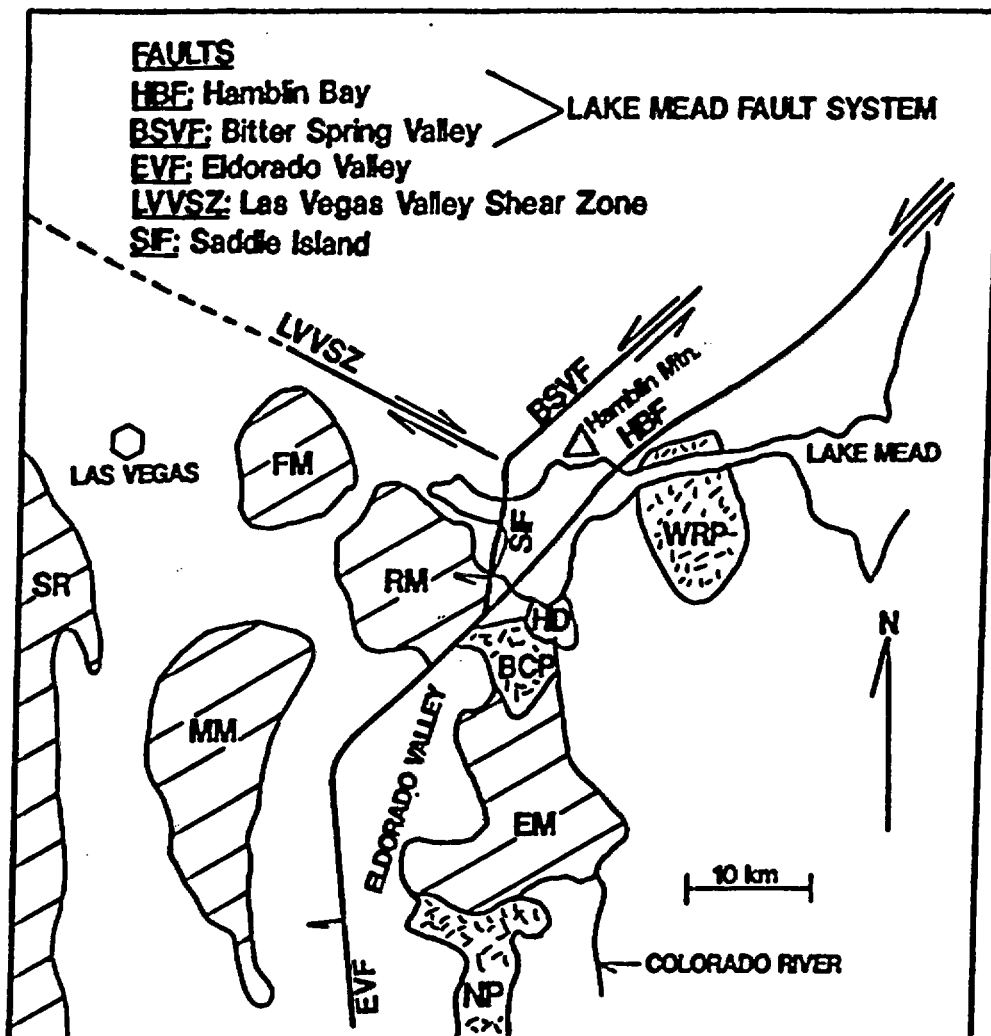 FAULTS
HBF: Hamblin Bay
BSVF: Bitter Spring Valley
LAKE MEAD FAULT SYSTEM
EVF: Eldorado Valley
LVVSZ: Las Vegas Valley Shear Zone
SIF: Saddle Island
LVVSZ
BSVF
Hamblin Mtn.
HBF
LAS VEGAS
FM
LAKE MEAD
SIF
WRP
SR
RM
HD
N
BCP
MM
ELDORADO VALLEY
EM
10 km
EVF
NP
COLORADO RIVER